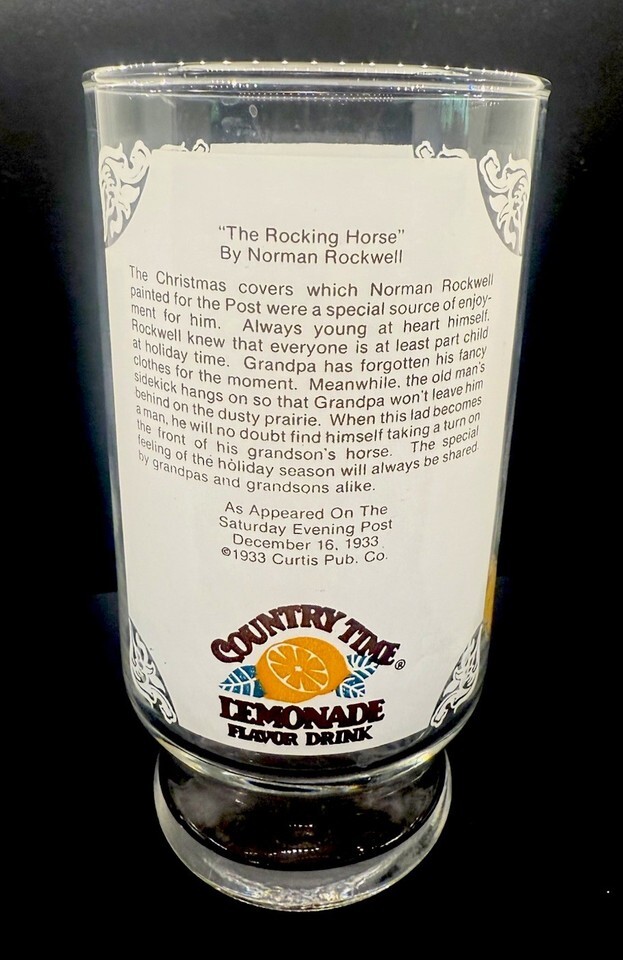 "The Rocking Horse"
By Norman Rockwell
The Christmas covers which Norman Rockwell
painted for the Post were a special source of enjoy-
ment for him. Always young at heart himself,
Rockwell knew that everyone is at least part child
at holiday time. Grandpa has forgotten his fancy
clothes for the moment. Meanwhile, the old man's
sidekick hangs on so that Grandpa won't leave him
behind on the dusty prairie. When this lad becomes
a man, he will no doubt find himself taking a turn on
the front of his grandson's horse. The special
feeling of the holiday season will always be shared
by grandpas and grandsons alike.
As Appeared On The
Saturday Evening Post
December 16, 1933
©1933 Curtis Pub. Co.
COUNTRY TIME®
LEMONADE
FLAVOR DRINK